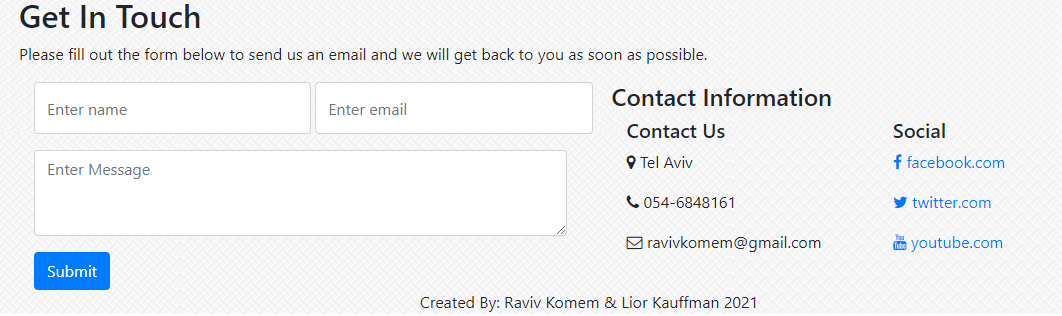 Get In Touch
Please fill out the form below to send us an email and we will get back to you as soon as possible.
Enter name
Enter email
Enter Message
Submit
Contact Information
Contact Us
Tel Aviv
054-6848161
ravivkomem@gmail.com
Social
facebook.com
twitter.com
You Tube youtube.com
Created By: Raviv Komem & Lior Kauffman 2021